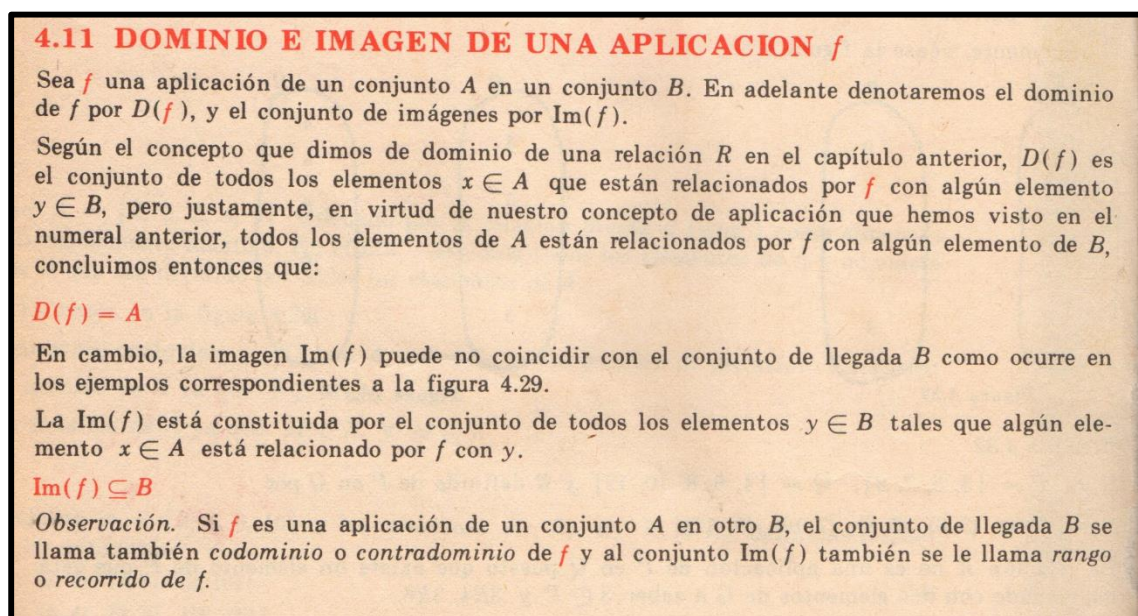 4.11 DOMINIO E IMAGEN DE UNA APLICACION f
Sea f una aplicación de un conjunto A en un conjunto B. En adelante denotaremos el dominio
de f por D(f), y el conjunto de imágenes por Im(f).
Según el concepto que dimos de dominio de una relación R en el capítulo anterior, D(f) es
el conjunto de todos los elementos x ∈ A que están relacionados por f con algún elemento
y ∈ B, pero justamente, en virtud de nuestro concepto de aplicación que hemos visto en el
numeral anterior, todos los elementos de A están relacionados por f con algún elemento de B,
concluimos entonces que:
D(f) = A
En cambio, la imagen Im(f) puede no coincidir con el conjunto de llegada B como ocurre en
los ejemplos correspondientes a la figura 4.29.
La Im(f) está constituida por el conjunto de todos los elementos y ∈ B tales que algún ele-
mento x ∈ A está relacionado por f con y.
Im(f) ⊆ B
Observación. Si f es una aplicación de un conjunto A en otro B, el conjunto de llegada B se
llama también codominio o contradominio de f y al conjunto Im(f) también se le llama rango
o recorrido de f.